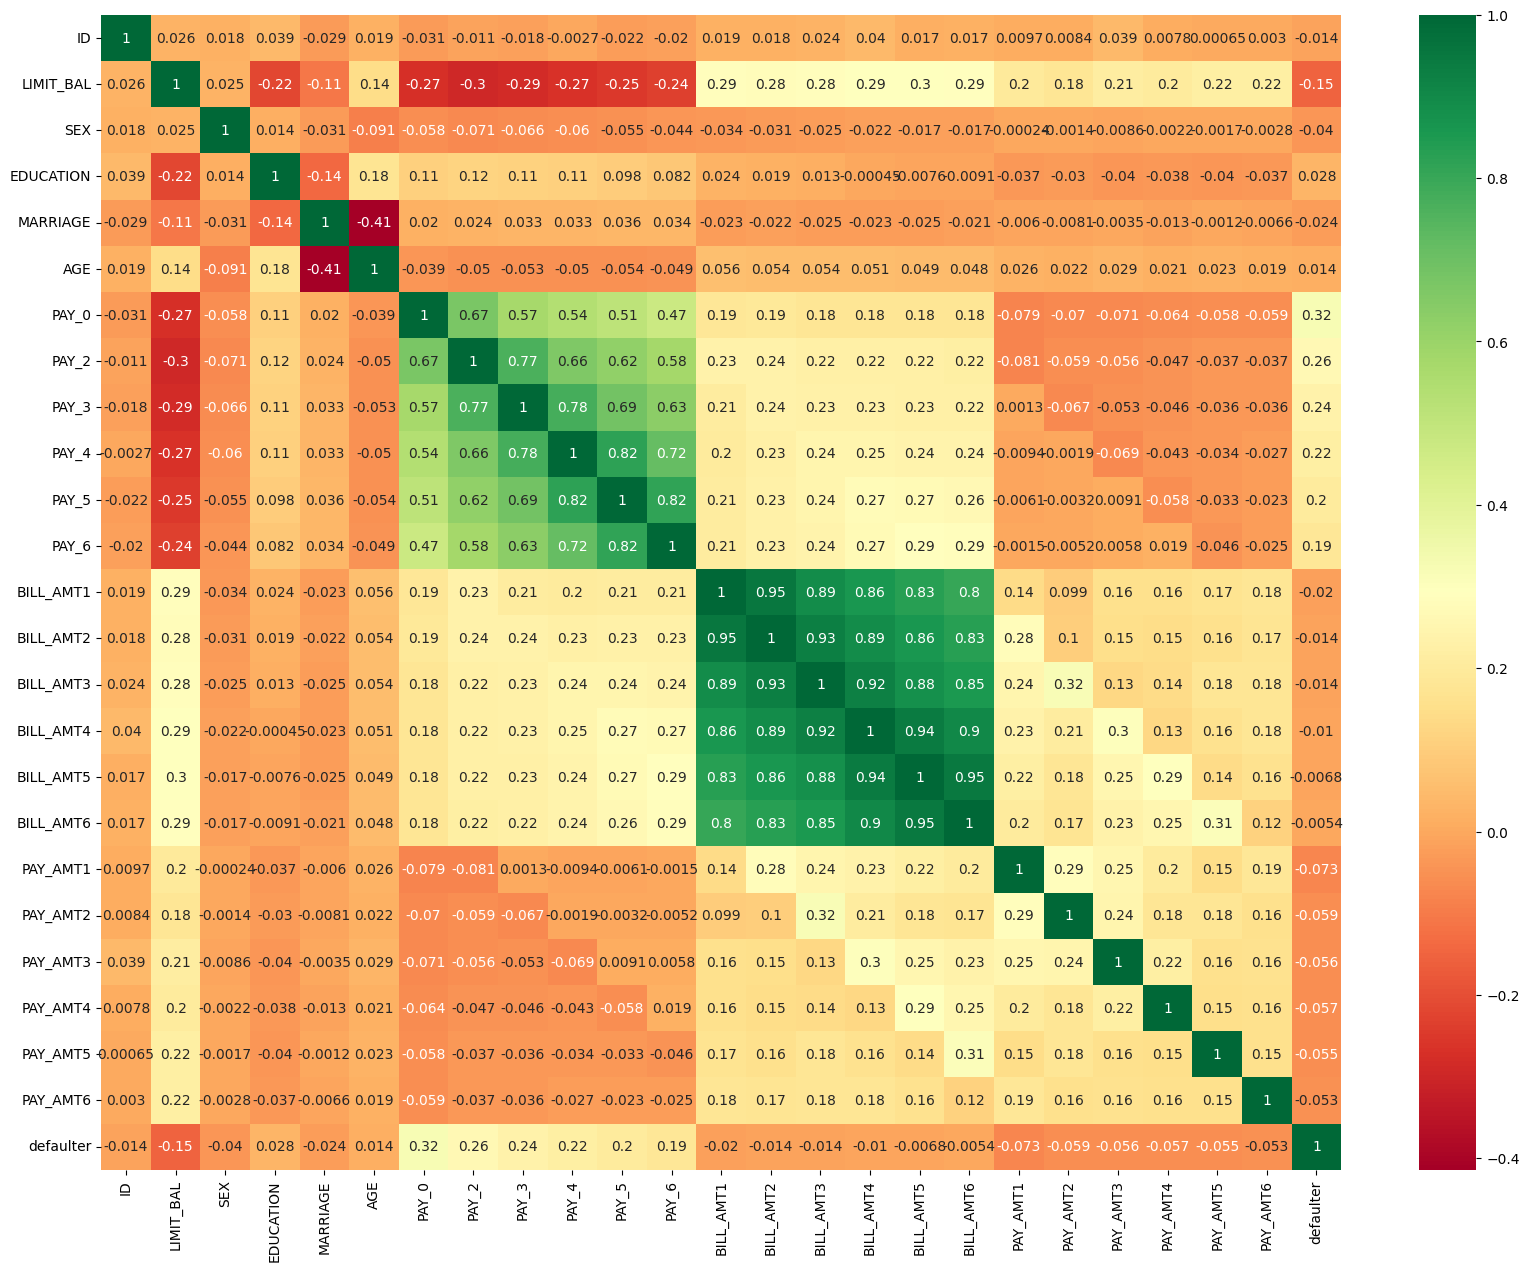 ID 1 0.026 0.018 0.039 -0.029 0.019 -0.031 -0.011 -0.018 -0.0027 -0.022 -0.02 0.019 0.018 0.024 0.04 0.017 0.017 0.0097 0.0084 0.039 0.0078 0.00065 0.003 -0.014 1.0
LIMIT_BAL 0.026 1 0.025 -0.22 -0.11 0.14 -0.27 -0.3 -0.29 -0.27 -0.25 -0.24 0.29 0.28 0.28 0.29 0.3 0.29 0.2 0.18 0.21 0.2 0.22 0.22 -0.15
SEX 0.018 0.025 1 0.014 -0.031 -0.091 -0.058 -0.071 -0.066 -0.06 -0.055 -0.044 -0.034 -0.031 -0.025 -0.022 -0.017 -0.017 -0.00024 -0.0014 -0.0086 -0.0022 -0.0017 -0.0028 -0.04
EDUCATION 0.039 -0.22 0.014 1 -0.14 0.18 0.11 0.12 0.11 0.11 0.098 0.082 0.024 0.019 0.013 -0.00045 -0.0076 -0.0091 -0.037 -0.03 -0.04 -0.038 -0.04 -0.037 0.028 0.8
MARRIAGE -0.029 -0.11 -0.031 -0.14 1 -0.41 0.02 0.024 0.033 0.033 0.036 0.034 -0.023 -0.022 -0.025 -0.023 -0.025 -0.021 -0.006 -0.0081 -0.0035 -0.013 -0.0012 -0.0066 -0.024
AGE 0.019 0.14 -0.091 0.18 -0.41 1 -0.039 -0.05 -0.053 -0.05 -0.054 -0.049 0.056 0.054 0.054 0.051 0.049 0.048 0.026 0.022 0.029 0.021 0.023 0.019 0.014
PAY_0 -0.031 -0.27 -0.058 0.11 0.02 -0.039 1 0.67 0.57 0.54 0.51 0.47 0.19 0.19 0.18 0.18 0.18 0.18 -0.079 -0.07 -0.071 -0.064 -0.058 -0.059 0.32
PAY_2 -0.011 -0.3 -0.071 0.12 0.024 -0.05 0.67 1 0.77 0.66 0.62 0.58 0.23 0.24 0.22 0.22 0.22 0.22 -0.081 -0.059 -0.056 -0.047 -0.037 -0.037 0.26 0.6
PAY_3 -0.018 -0.29 -0.066 0.11 0.033 -0.053 0.57 0.77 1 0.78 0.69 0.63 0.21 0.24 0.23 0.23 0.23 0.22 0.0013 -0.067 -0.053 -0.046 -0.036 -0.036 0.24
PAY_4 -0.0027 -0.27 -0.06 0.11 0.033 -0.05 0.54 0.66 0.78 1 0.82 0.72 0.2 0.23 0.24 0.25 0.24 0.24 -0.0094 -0.0019 -0.069 -0.043 -0.034 -0.027 0.22
PAY_5 -0.022 -0.25 -0.055 0.098 0.036 -0.054 0.51 0.62 0.69 0.82 1 0.82 0.21 0.23 0.24 0.27 0.27 0.26 -0.0061 -0.0032 0.0091 -0.058 -0.033 -0.023 0.2 0.4
PAY_6 -0.02 -0.24 -0.044 0.082 0.034 -0.049 0.47 0.58 0.63 0.72 0.82 1 0.21 0.23 0.24 0.27 0.29 0.29 -0.0015 -0.0052 0.0058 0.019 -0.046 -0.025 0.19
BILL_AMT1 0.019 0.29 -0.034 0.024 -0.023 0.056 0.19 0.23 0.21 0.2 0.21 0.21 1 0.95 0.89 0.86 0.83 0.8 0.14 0.099 0.16 0.16 0.17 0.18 -0.02
BILL_AMT2 0.018 0.28 -0.031 0.019 -0.022 0.054 0.19 0.24 0.24 0.23 0.23 0.23 0.95 1 0.93 0.89 0.86 0.83 0.28 0.1 0.15 0.15 0.16 0.17 -0.014
BILL_AMT3 0.024 0.28 -0.025 0.013 -0.025 0.054 0.18 0.22 0.23 0.24 0.24 0.24 0.89 0.93 1 0.92 0.88 0.85 0.24 0.32 0.13 0.14 0.18 0.18 -0.014 0.2
BILL_AMT4 0.04 0.29 -0.022 -0.00045 -0.023 0.051 0.18 0.22 0.23 0.25 0.27 0.27 0.86 0.89 0.92 1 0.94 0.9 0.23 0.21 0.3 0.13 0.16 0.18 -0.01
BILL_AMT5 0.017 0.3 -0.017 -0.0076 -0.025 0.049 0.18 0.22 0.23 0.24 0.27 0.29 0.83 0.86 0.88 0.94 1 0.95 0.22 0.18 0.25 0.29 0.14 0.16 -0.0068
BILL_AMT6 0.017 0.29 -0.017 -0.0091 -0.021 0.048 0.18 0.22 0.22 0.24 0.26 0.29 0.8 0.83 0.85 0.9 0.95 1 0.2 0.17 0.23 0.25 0.31 0.12 -0.0054 0.0
PAY_AMT1 0.0097 0.2 -0.00024 -0.037 -0.006 0.026 -0.079 -0.081 0.0013 -0.0094 -0.0061 -0.0015 0.14 0.28 0.24 0.23 0.22 0.2 1 0.29 0.25 0.2 0.15 0.19 -0.073
PAY_AMT2 0.0084 0.18 -0.0014 -0.03 -0.0081 0.022 -0.07 -0.059 -0.067 -0.0019 -0.0032 -0.0052 0.099 0.1 0.32 0.21 0.18 0.17 0.29 1 0.24 0.18 0.18 0.16 -0.059
PAY_AMT3 0.039 0.21 -0.0086 -0.04 -0.0035 0.029 -0.071 -0.056 -0.053 -0.069 0.0091 0.0058 0.16 0.15 0.13 0.3 0.25 0.23 0.25 0.24 1 0.22 0.16 0.16 -0.056
PAY_AMT4 0.0078 0.2 -0.0022 -0.038 -0.013 0.021 -0.064 -0.047 -0.046 -0.043 -0.058 0.019 0.16 0.15 0.14 0.13 0.29 0.25 0.2 0.18 0.22 1 0.15 0.16 -0.057 −0.2
PAY_AMT5 0.00065 0.22 -0.0017 -0.04 -0.0012 0.023 -0.058 -0.037 -0.036 -0.034 -0.033 -0.046 0.17 0.16 0.18 0.16 0.14 0.31 0.15 0.18 0.16 0.15 1 0.15 -0.055
PAY_AMT6 0.003 0.22 -0.0028 -0.037 -0.0066 0.019 -0.059 -0.037 -0.036 -0.027 -0.023 -0.025 0.18 0.17 0.18 0.18 0.16 0.12 0.19 0.16 0.16 0.16 0.15 1 -0.053
defaulter -0.014 -0.15 -0.04 0.028 -0.024 0.014 0.32 0.26 0.24 0.22 0.2 0.19 -0.02 -0.014 -0.014 -0.01 -0.0068 -0.0054 -0.073 -0.059 -0.056 -0.057 -0.055 -0.053 1 −0.4
ID LIMIT_BAL SEX EDUCATION MARRIAGE AGE PAY_0 PAY_2 PAY_3 PAY_4 PAY_5 PAY_6 BILL_AMT1 BILL_AMT2 BILL_AMT3 BILL_AMT4 BILL_AMT5 BILL_AMT6 PAY_AMT1 PAY_AMT2 PAY_AMT3 PAY_AMT4 PAY_AMT5 PAY_AMT6 defaulter